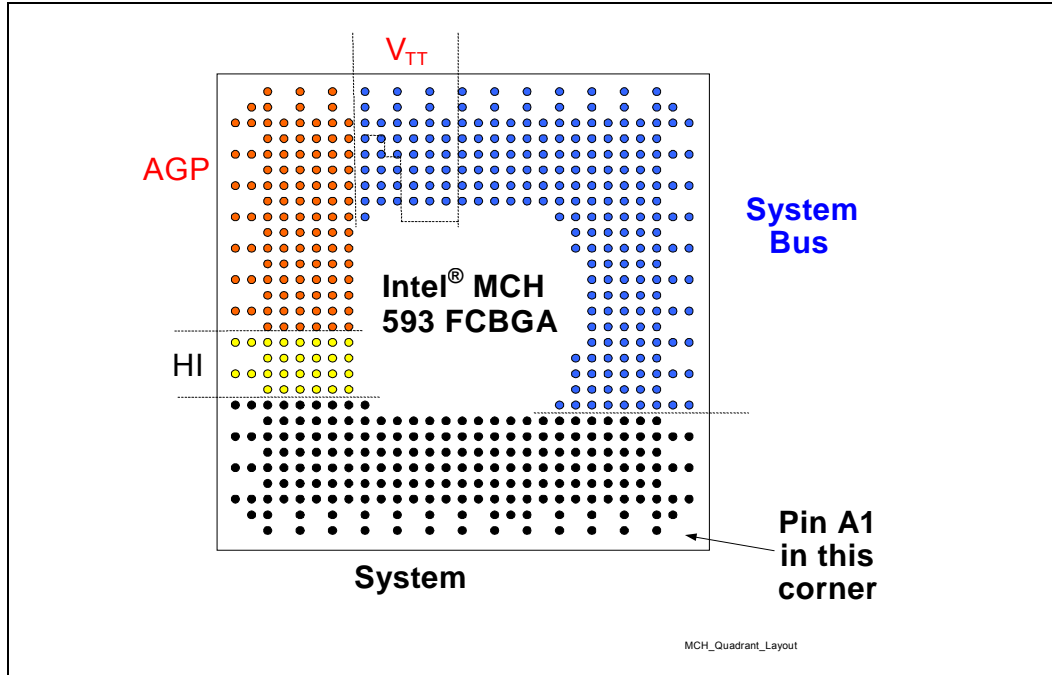 VTT
AGP
System
Bus
Intel® MCH
593 FCBGA
HI
Pin A1
in this
corner
System
MCH_Quadrant_Layout